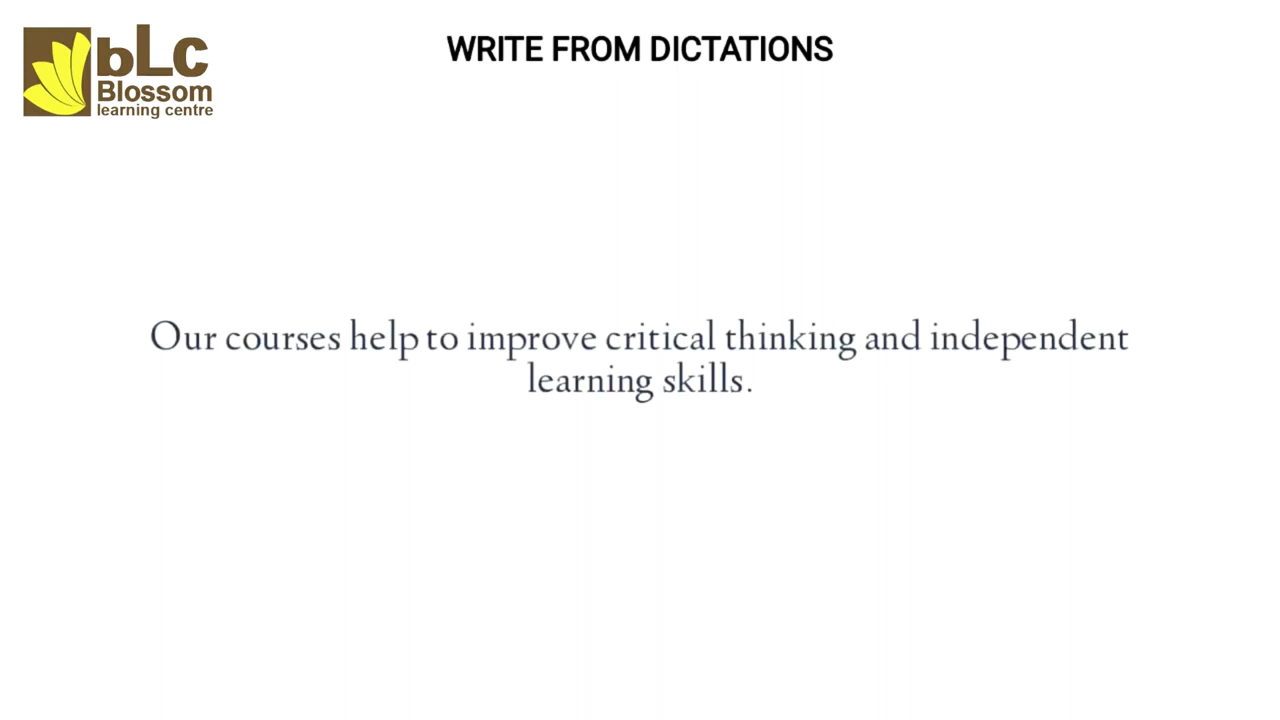 bLc
Blossom
learning centre
WRITE FROM DICTATIONS
Our courses help to improve critical thinking and independent
learning skills.